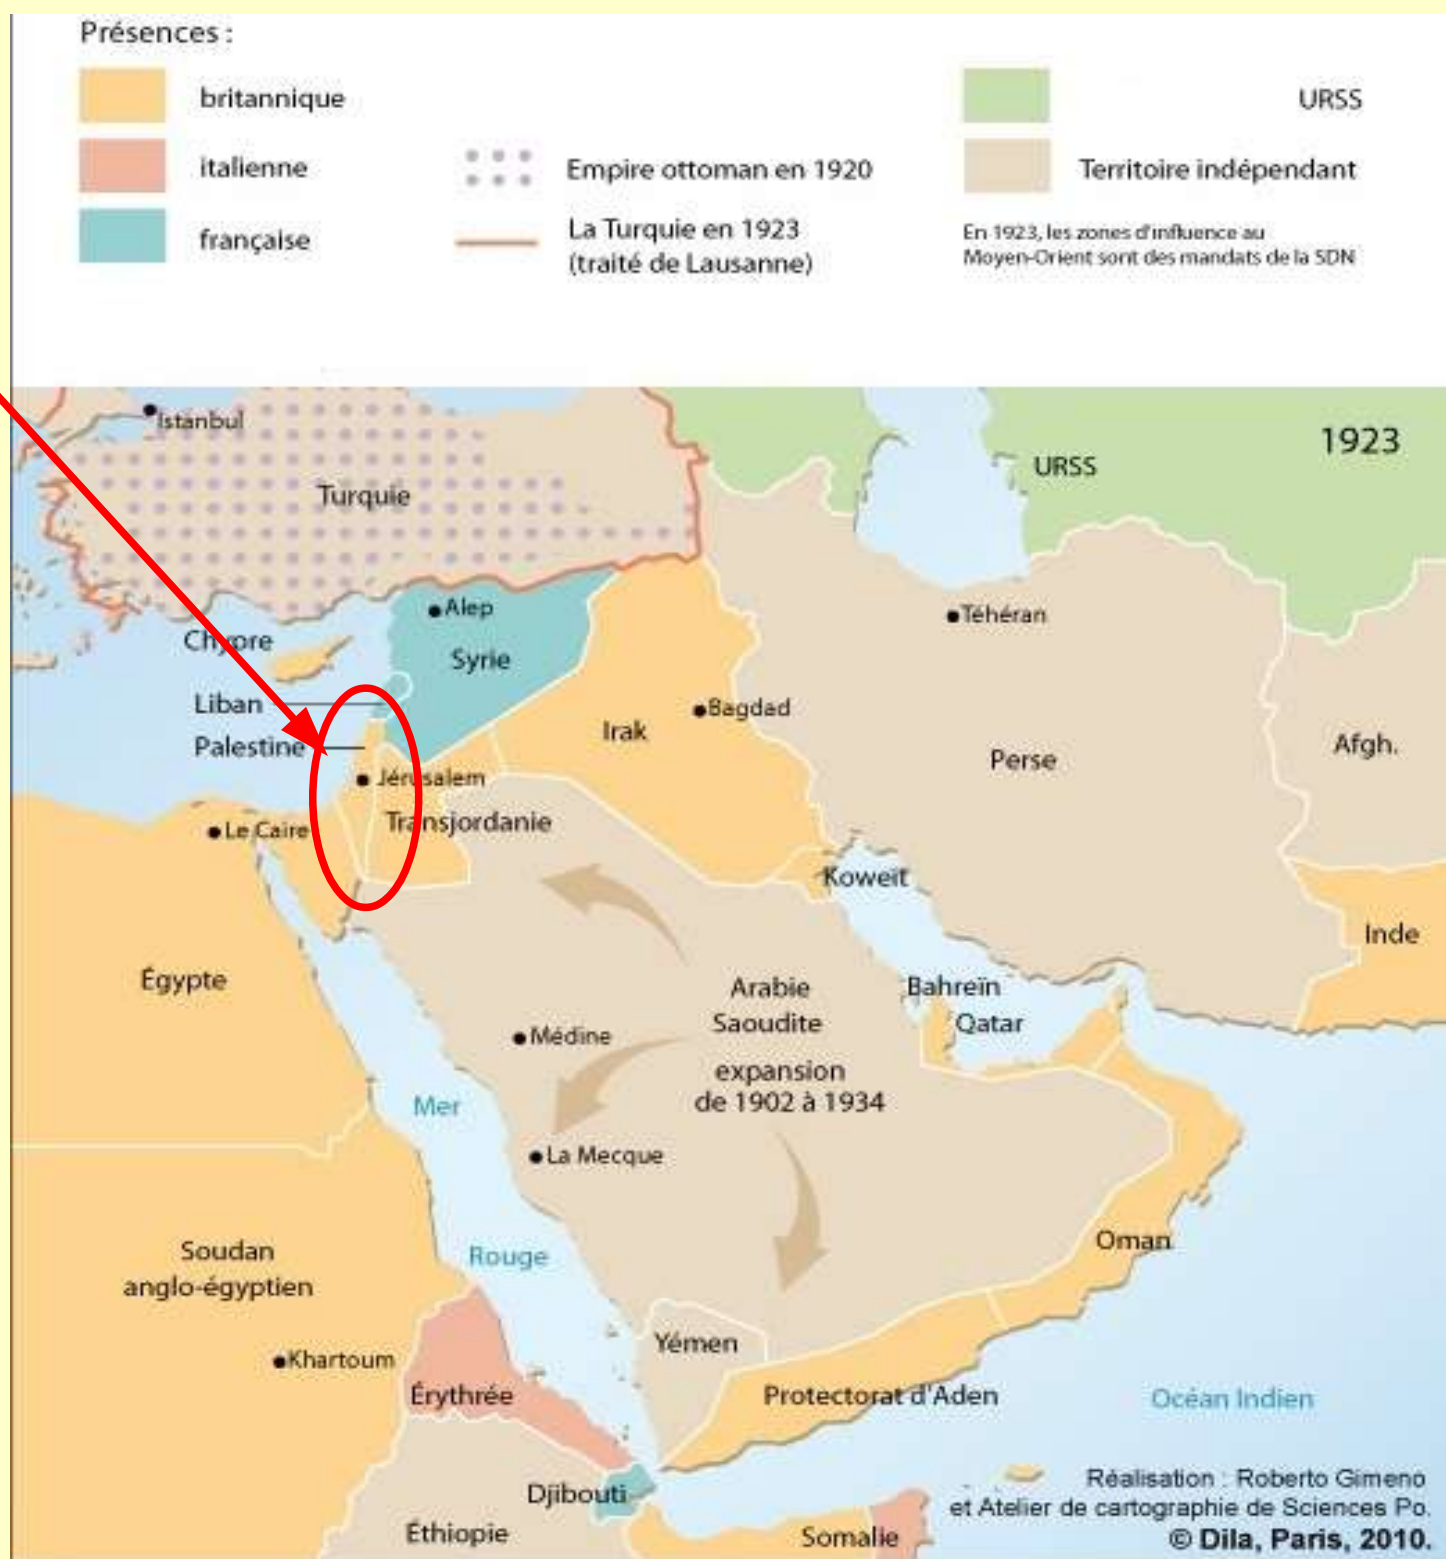 Présences :
britannique
italienne
française
Empire ottoman en 1920
La Turquie en 1923
(traité de Lausanne)
URSS
Territoire indépendant
En 1923, les zones d'influence au
Moyen-Orient sont des mandats de la SDN
1923
Istanbul
URSS
Turquie
Alep
Téhéran
Chypre
Syrie
Liban
Bagdad
Irak
Palestine
Perse
Afgh.
Jérusalem
Le Caire
Transjordanie
Koweït
Inde
Égypte
Arabie
Saoudite
Bahreïn
Qatar
Médine
expansion
de 1902 à 1934
Mer
La Mecque
Oman
Soudan
anglo-égyptien
Rouge
Yémen
Khartoum
Érythrée
Protectorat d'Aden
Océan Indien
Djibouti
Éthiopie
Somalie
Réalisation : Roberto Gimeno
et Atelier de cartographie de Sciences Po.
© Dila, Paris, 2010.